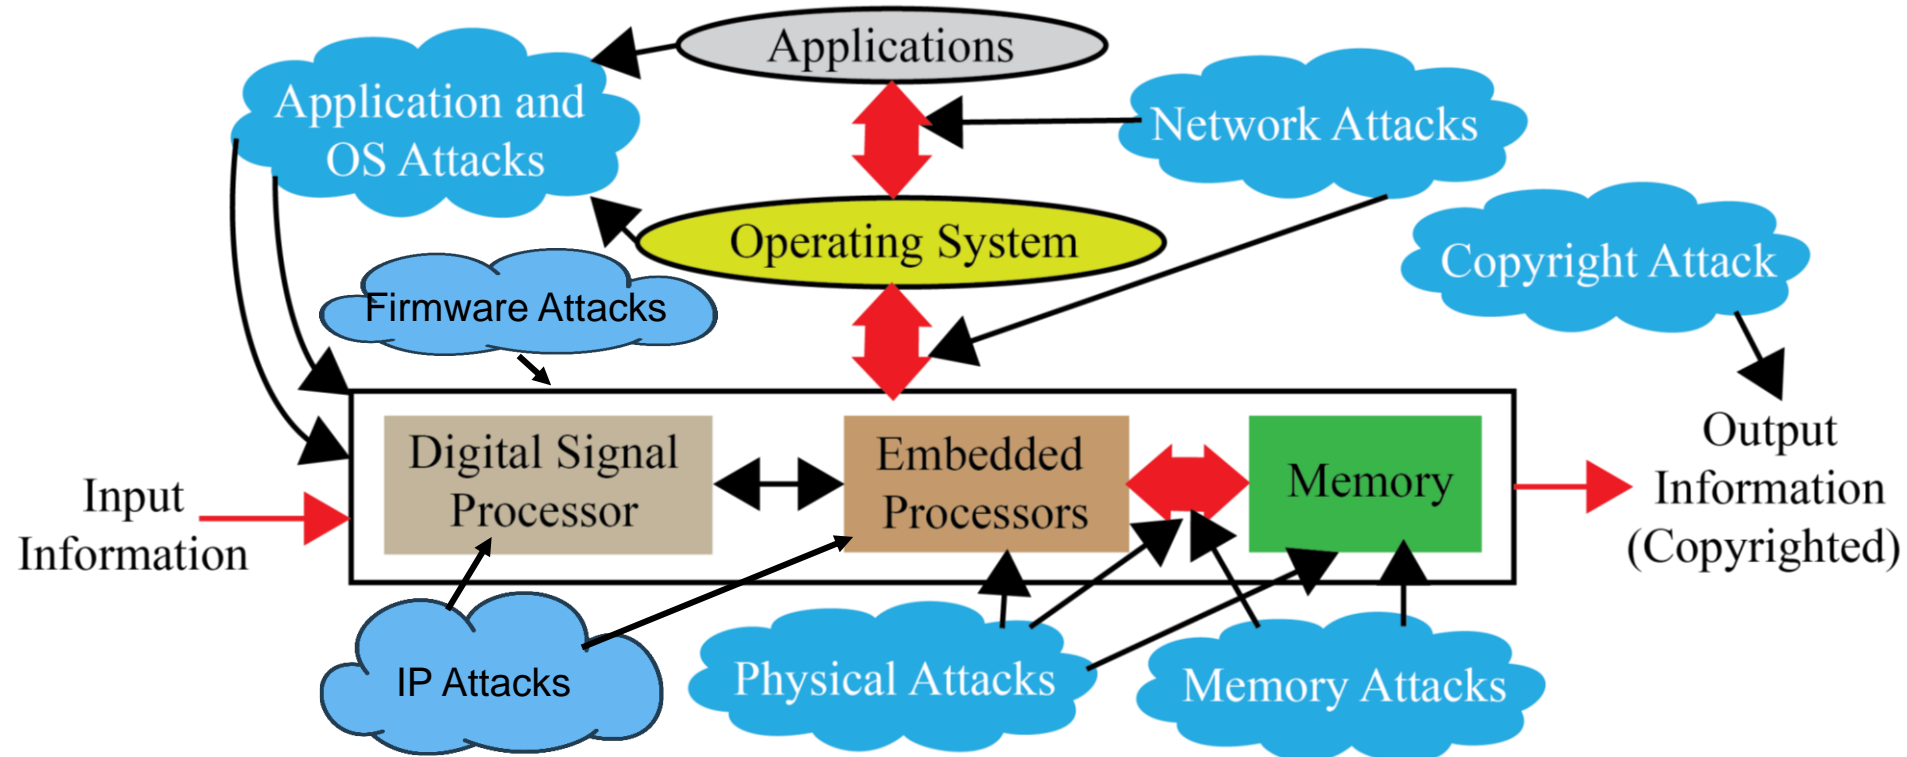 Applications
Application and
OS Attacks
Network Attacks
Operating System
Copyright Attack
Firmware Attacks
Output
Information
(Copyrighted)
Digital Signal
Processor
Embedded
Processors
Memory
Input
Information
IP Attacks
Physical Attacks
Memory Attacks